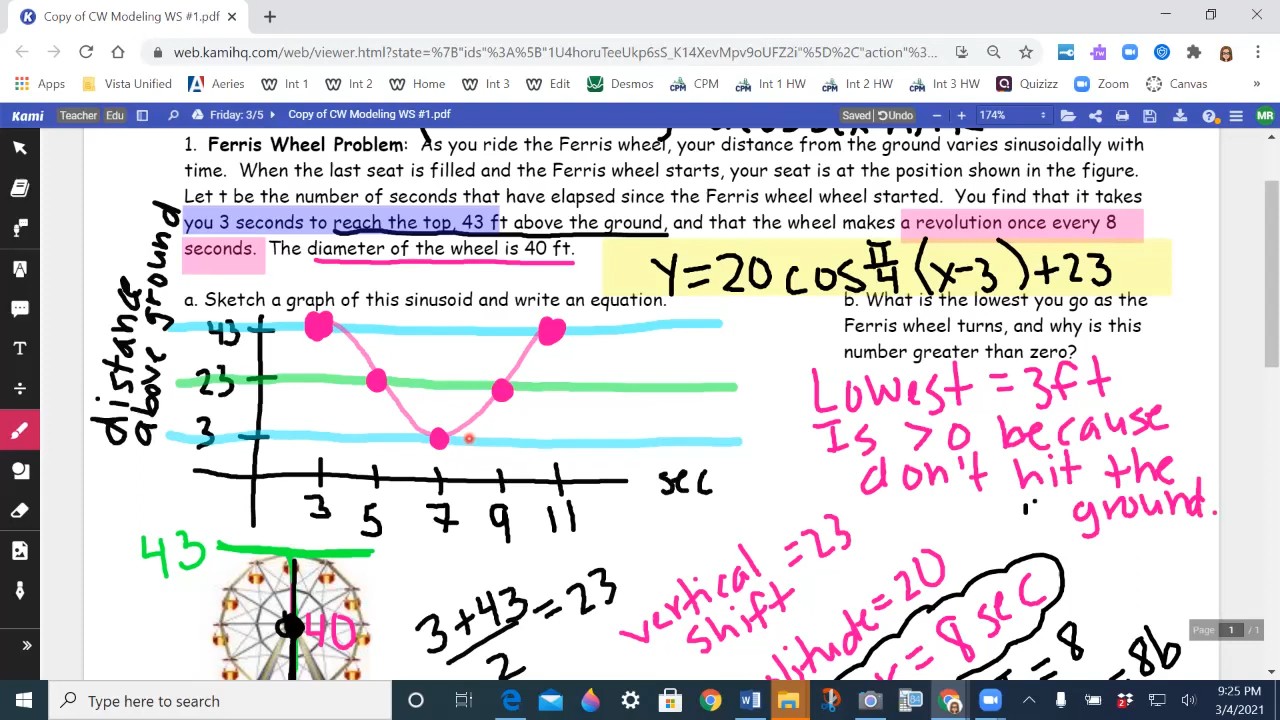 Copy of CW Modeling WS #1.pdf
web.kamihq.com/web/viewer.html?state=%7B"ids"%3A%5B"1U4horuTeeUkp6sS_K14XevMpv9oUFZ2i"%5D%2C"action"%3...
Apps Vista Unified Aeries Int 1 Int 2 Home Int 3 Edit Desmos CPM Int 1 HW Int 2 HW Int 3 HW Quizizz Zoom Canvas »
Kami Teacher Edu Friday: 3/5 Copy of CW Modeling WS #1.pdf Saved Undo 174% MR
1. Ferris Wheel Problem: As you ride the Ferris wheel, your distance from the ground varies sinusoidally with
time. When the last seat is filled and the Ferris wheel starts, your seat is at the position shown in the figure.
Let t be the number of seconds that have elapsed since the Ferris wheel wheel started. You find that it takes
you 3 seconds to reach the top, 43 ft above the ground, and that the wheel makes a revolution once every 8
seconds. The diameter of the wheel is 40 ft.
Y=20 cos π/4 (x-3)+23
a. Sketch a graph of this sinusoid and write an equation.
b. What is the lowest you go as the
Ferris wheel turns, and why is this
number greater than zero?
distance
above ground
43
23
3
3 5 7 9 11
sec
Lowest = 3ft
Is >0 because
don't hit the
ground.
43
40
3+43
2
=23
vertical
shift
=23
=20
= 8 sec
= 8
8b
Page 1 / 1
Type here to search
9:25 PM
3/4/2021